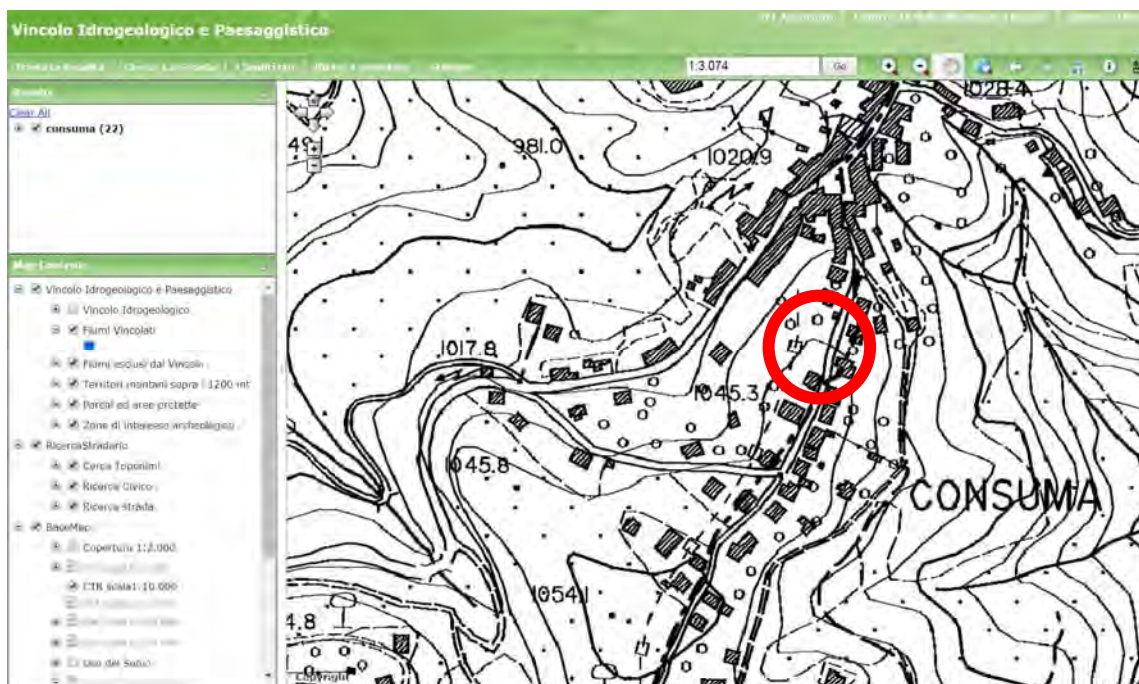 Vincolo Idrogeologico e Paesaggistico
1:3.074
Go
Results
Clear All
consuma (22)
Map Contents
Vincolo Idrogeologico e Paesaggistico
Vincolo Idrogeologico
Fiumi Vincolati
Fiumi esclusi dal Vincolo
Territori montani sopra i 1200 mt
Parchi ed aree protette
Zone di interesse archeologico
RicercaStradario
Cerca Toponimi
Ricerca Civico
Ricerca strada
BaseMap
Copertura 1:2.000
CTR scala1:10.000
Uso del Suolo
981.0
1020.9
1028.4
1017.8
1045.3
1045.8
CONSUMA
1054.1
4.8
Copyright